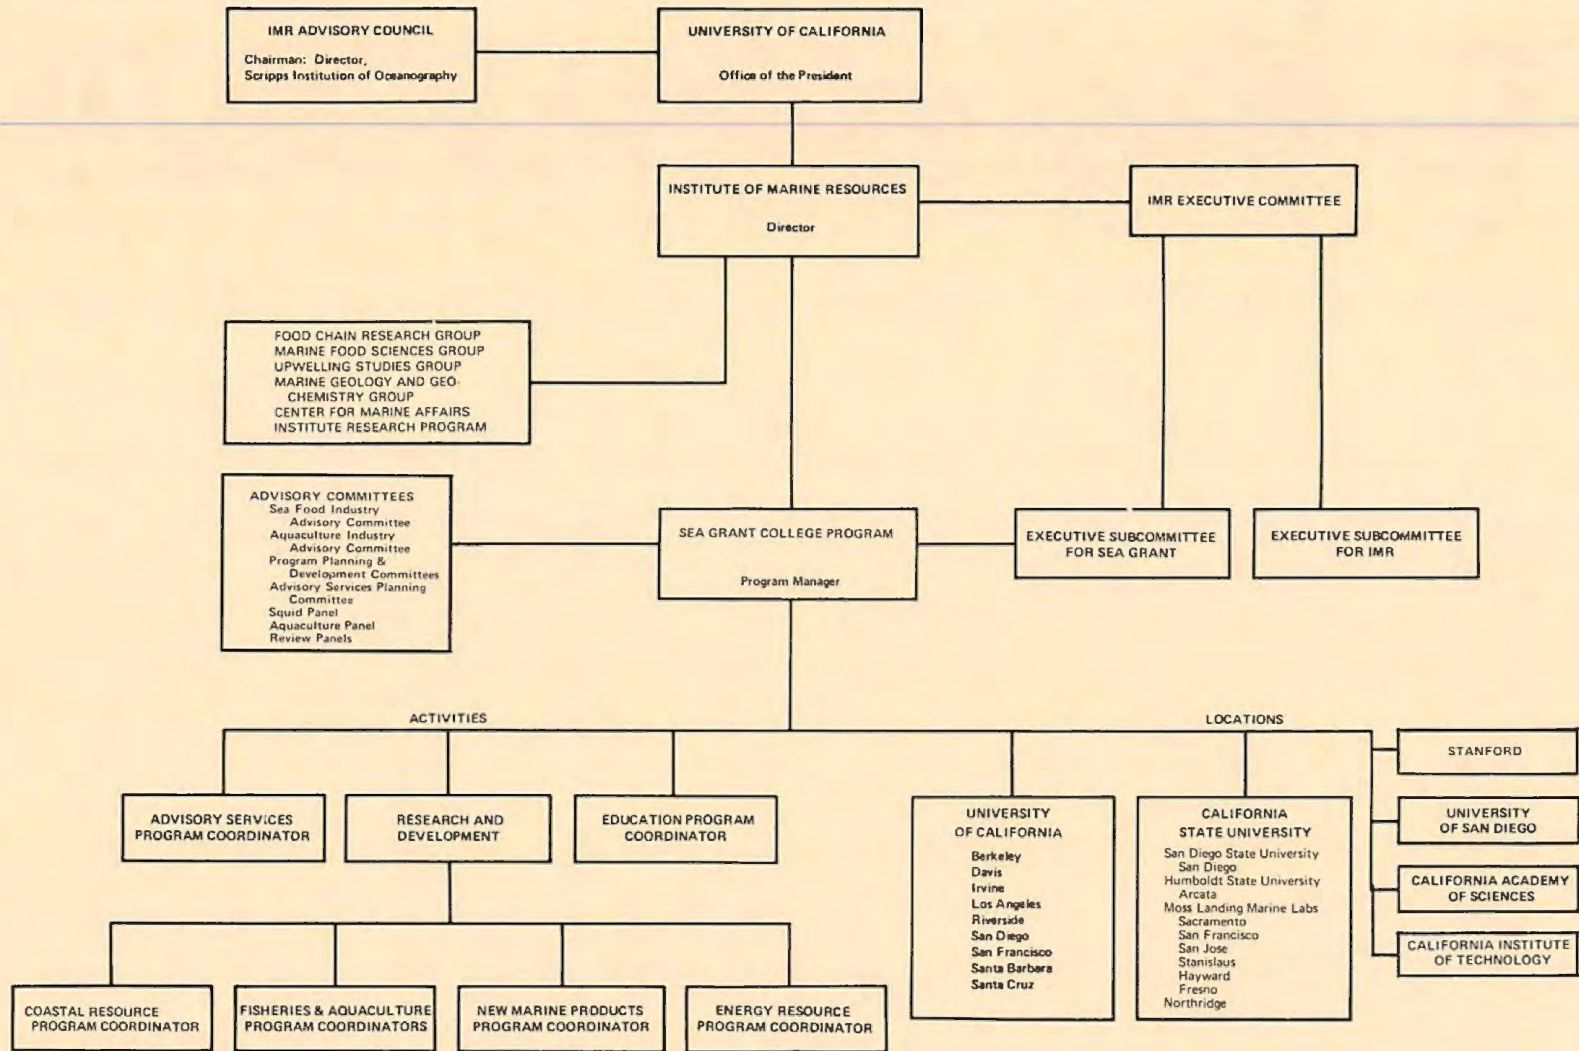 IMR ADVISORY COUNCIL
Chairman: Director,
Scripps Institution of Oceanography
UNIVERSITY OF CALIFORNIA
Office of the President
INSTITUTE OF MARINE RESOURCES
Director
IMR EXECUTIVE COMMITTEE
FOOD CHAIN RESEARCH GROUP
MARINE FOOD SCIENCES GROUP
UPWELLING STUDIES GROUP
MARINE GEOLOGY AND GEO-
CHEMISTRY GROUP
CENTER FOR MARINE AFFAIRS
INSTITUTE RESEARCH PROGRAM
ADVISORY COMMITTEES
Sea Food Industry
Advisory Committee
Aquaculture Industry
Advisory Committee
Program Planning &
Development Committees
Advisory Services Planning
Committee
Squid Panel
Aquaculture Panel
Review Panels
SEA GRANT COLLEGE PROGRAM
Program Manager
EXECUTIVE SUBCOMMITTEE
FOR SEA GRANT
EXECUTIVE SUBCOMMITTEE
FOR IMR
ACTIVITIES
LOCATIONS
ADVISORY SERVICES
PROGRAM COORDINATOR
RESEARCH AND
DEVELOPMENT
EDUCATION PROGRAM
COORDINATOR
UNIVERSITY
OF CALIFORNIA
Berkeley
Davis
Irvine
Los Angeles
Riverside
San Diego
San Francisco
Santa Barbara
Santa Cruz
CALIFORNIA
STATE UNIVERSITY
San Diego State University
San Diego
Humboldt State University
Arcata
Moss Landing Marine Labs
Sacramento
San Francisco
San Jose
Stanislaus
Hayward
Fresno
Northridge
STANFORD
UNIVERSITY
OF SAN DIEGO
CALIFORNIA ACADEMY
OF SCIENCES
CALIFORNIA INSTITUTE
OF TECHNOLOGY
COASTAL RESOURCE
PROGRAM COORDINATOR
FISHERIES & AQUACULTURE
PROGRAM COORDINATORS
NEW MARINE PRODUCTS
PROGRAM COORDINATOR
ENERGY RESOURCE
PROGRAM COORDINATOR